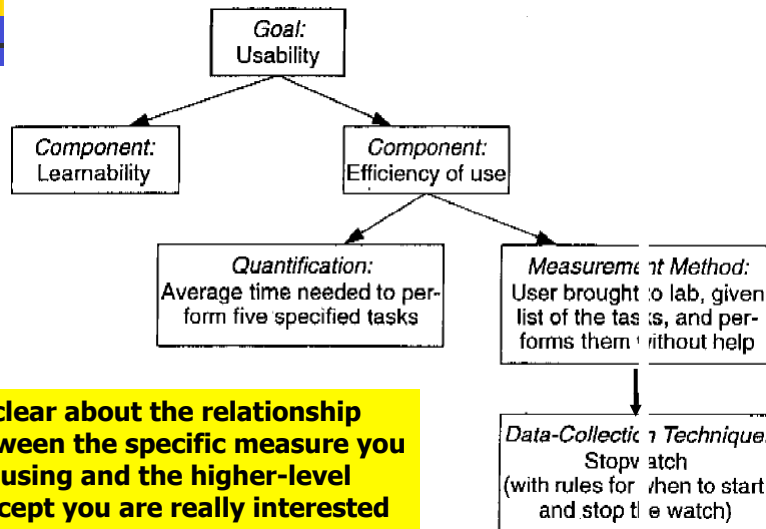 Goal:
Usability
Component:
Learnability
Component:
Efficiency of use
Quantification:
Average time needed to per-
form five specified tasks
Measurement Method:
User brought to lab, given
list of the tasks, and per-
forms them without help
clear about the relationship
ween the specific measure you
using and the higher-level
cept you are really interested
Data-Collection Technique:
Stopwatch
(with rules for when to start
and stop the watch)